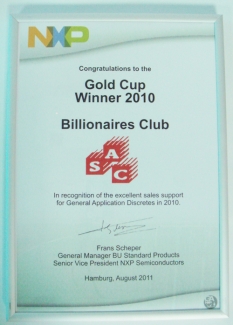 NXP
Congratulations to the
Gold Cup
Winner 2010
Billionaires Club
SAC
In recognition of the excellent sales support
for General Application Discretes in 2010.
Frans Scheper
General Manager BU Standard Products
Senior Vice President NXP Semiconductors
Hamburg, August 2011